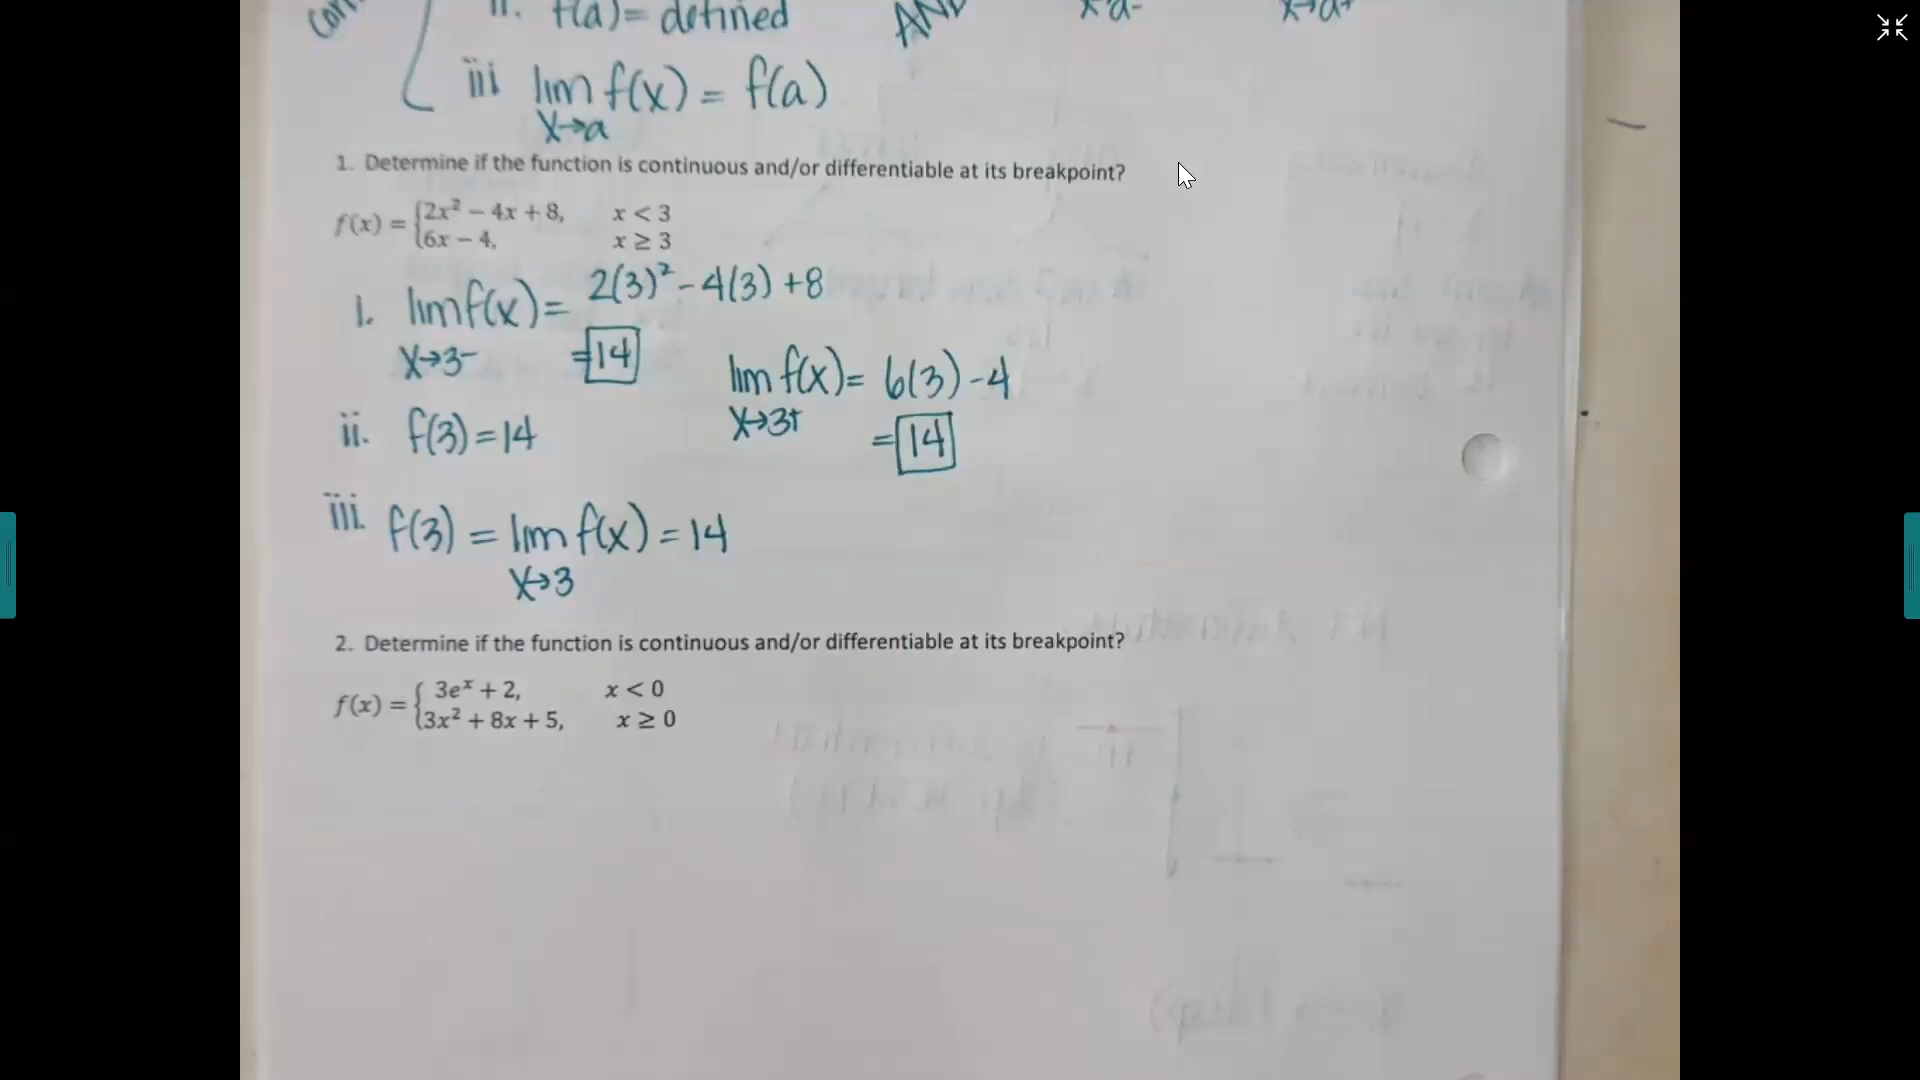 ii. f(a) = defined AND x→a- x→a+
iii lim f(x) = f(a)
x→a
1. Determine if the function is continuous and/or differentiable at its breakpoint?
f(x) = {2x² − 4x + 8, x < 3
6x − 4, x ≥ 3
i. lim f(x) = 2(3)² - 4(3) + 8
x→3- = 14
lim f(x) = 6(3) - 4
x→3+ = 14
ii. f(3) = 14
iii. f(3) = lim f(x) = 14
x→3
2. Determine if the function is continuous and/or differentiable at its breakpoint?
f(x) = {3eˣ + 2, x < 0
3x² + 8x + 5, x ≥ 0